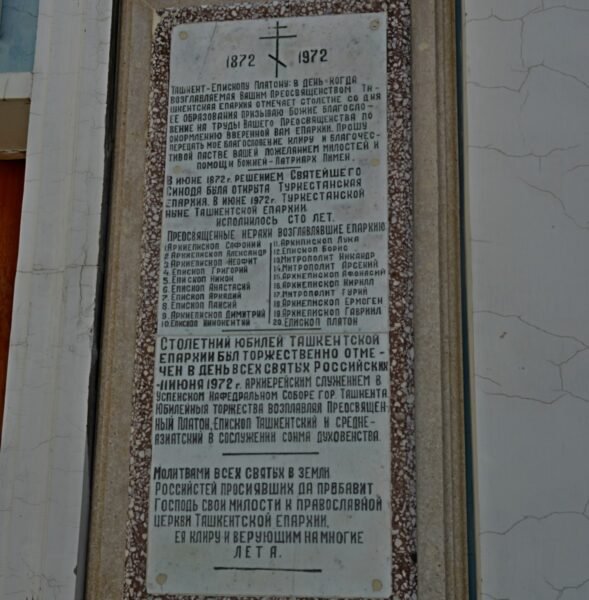 1872 1972
Ташкент-Епископу Платону: в день когда
возглавляемая Вашим Преосвященством Та-
шкентская епархия отмечает столетие со дня
ее образования призываю Божие благосло-
вение на труды Вашего Преосвященства по
окормлению вверенной Вам епархии. Прошу
передать мое благословение клиру и благочес-
тивой пастве вашей пожеланием милостей и
помощи Божией-Патриарх Пимен.
В июне 1872 г. решением Святейшего
Синода была открыта Туркестанская
епархия. В июне 1972 г. Туркестанской
ныне Ташкентской епархии.
исполнилось сто лет.
Преосвященные иерахи возглавлявшие епархию
1. Архиепископ Софоний
2 Архиепископ Александр
3 Архиепископ Неофит
4 Епископ Григорий
5 Епископ Никон
6 Епископ Анастасий
7 Епископ Аркадий
8 Епископ Паисий
9. Архиепископ Димитрий
10. Епископ Иннокентий
11. Архиепископ Лука
12 Епископ Борис
13 Митрополит Никандр
14 Митрополит Арсений
15 Архиепископ Афонасий
16 Архиепископ Кирилл
17 Митрополит Гурий
18 Архиепископ Ермоген
19 Архиепископ Гавриил
20. Епископ Платон
Столетний юбилей Ташкентской
епархии был торжественно отме-
чен в день всех святых Российских
-11 июня 1972 г. архиерейским служением в
Успенском кафедральном Соборе гор. Ташкента
Юбилейныя торжества возглавлял Преосвящен-
ный Платон, Епископ Ташкентский и Средне-
азиатский в сослужении сонма духовенства.
Молитвами всех святых в земли
Российстей просиявших да прибавит
Господь свои милости к православной
церкви Ташкентской епархии,
ея клиру и верующим на многие
лета.